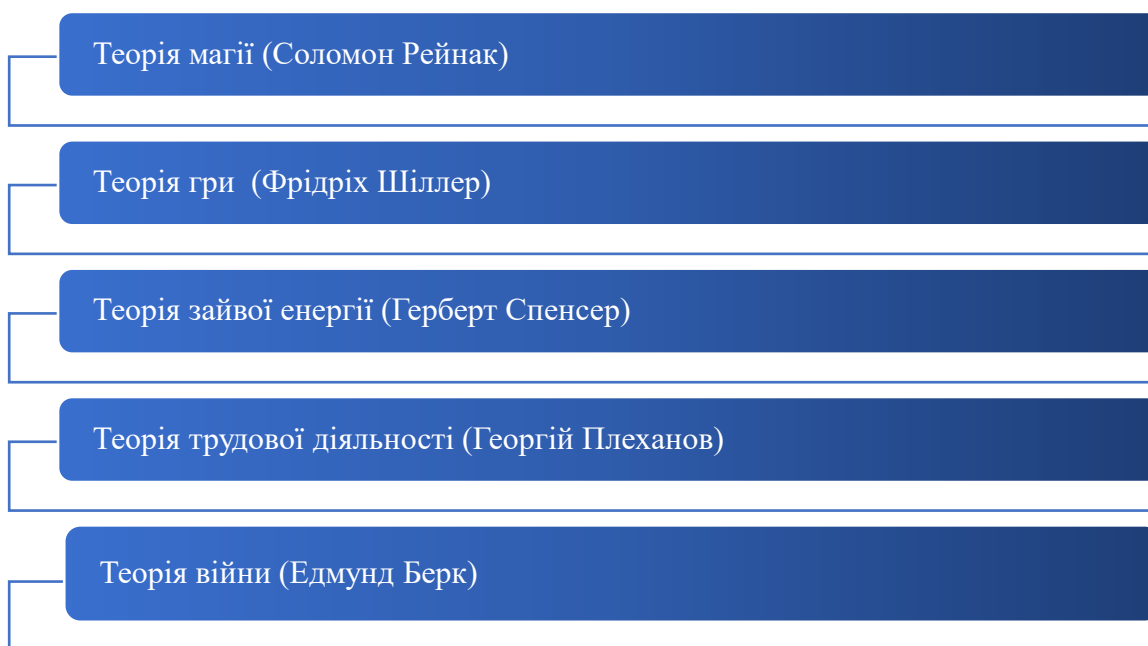 Теорія магії (Соломон Рейнак)
Теорія гри (Фрідріх Шіллер)
Теорія зайвої енергії (Герберт Спенсер)
Теорія трудової діяльності (Георгій Плеханов)
Теорія війни (Едмунд Берк)